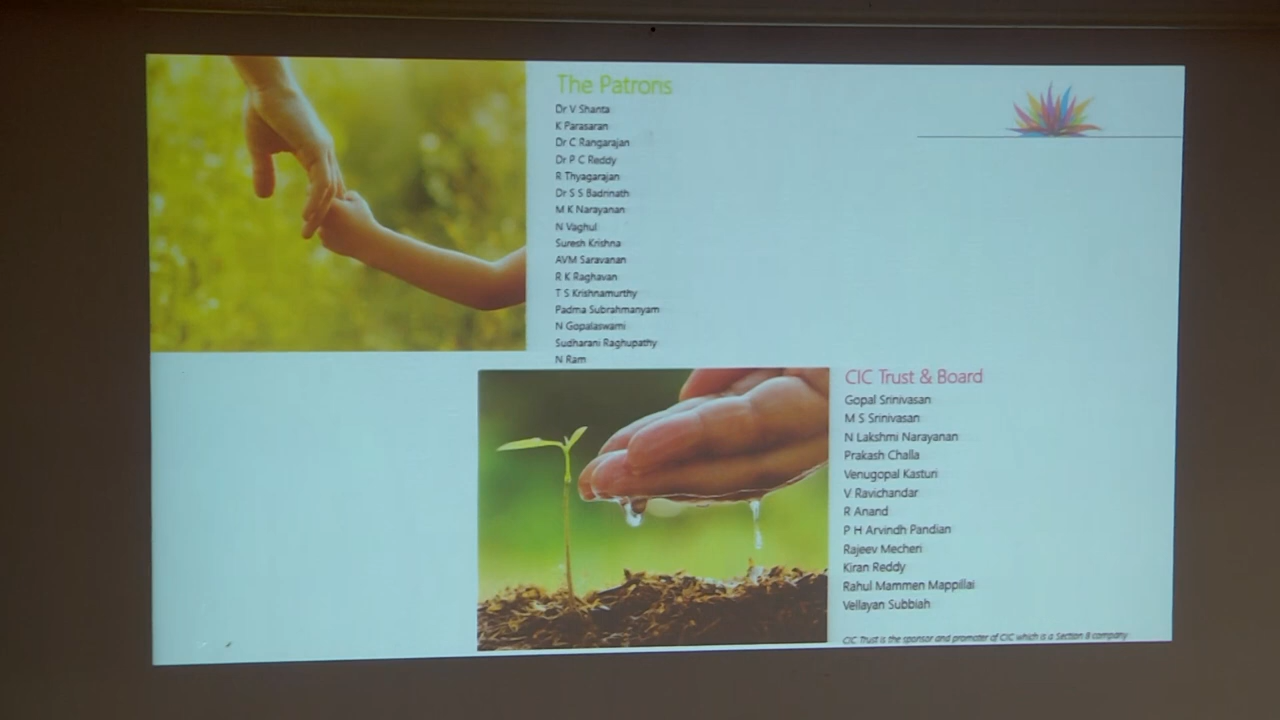 The Patrons
Dr V Shanta
K Parasaran
Dr C Rangarajan
Dr P C Reddy
R Thyagarajan
Dr S S Badrinath
M K Narayanan
N Vaghul
Suresh Krishna
AVM Saravanan
R K Raghavan
T S Krishnamurthy
Padma Subrahmanyam
N Gopalaswami
Sudharani Raghupathy
N Ram
CIC Trust & Board
Gopal Srinivasan
M S Srinivasan
N Lakshmi Narayanan
Prakash Challa
Venugopal Kasturi
V Ravichandar
R Anand
P H Arvindh Pandian
Rajeev Mecheri
Kiran Reddy
Rahul Mammen Mappillai
Vellayan Subbiah
CIC Trust is the sponsor and promoter of CIC which is a Section 8 company